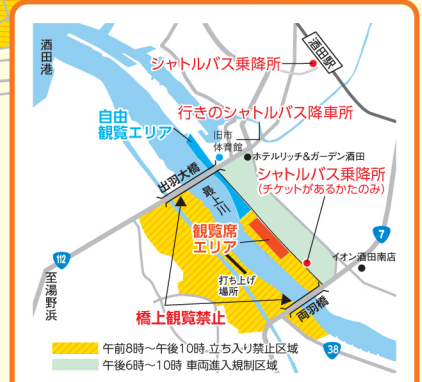 酒田港
酒田駅
シャトルバス乗降所
自由
観覧エリア
行きのシャトルバス降車所
旧市
体育館
ホテルリッチ&ガーデン酒田
出羽大橋
シャトルバス乗降所
(チケットがあるかたのみ)
最上川
観覧席
エリア
7
112
イオン酒田南店
至湯野浜
打ち上げ
場所
橋上観覧禁止
両羽橋
38
午前8時〜午後10時 立ち入り禁止区域
午後6時〜10時 車両進入規制区域